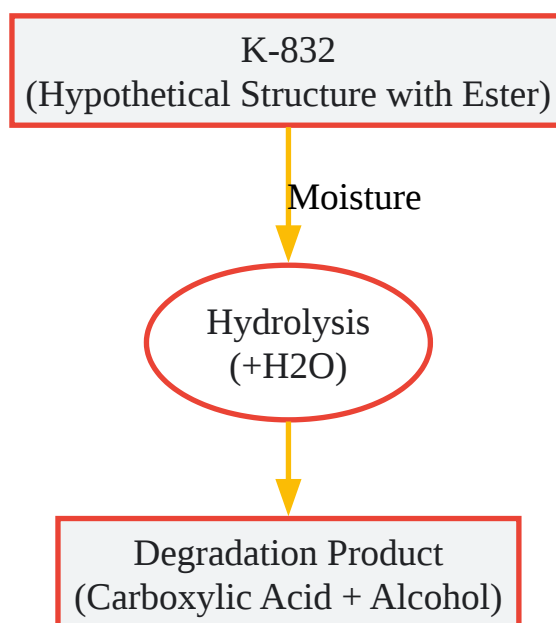 K-832
(Hypothetical Structure with Ester)
Moisture
Hydrolysis
(+H2O)
Degradation Product
(Carboxylic Acid + Alcohol)